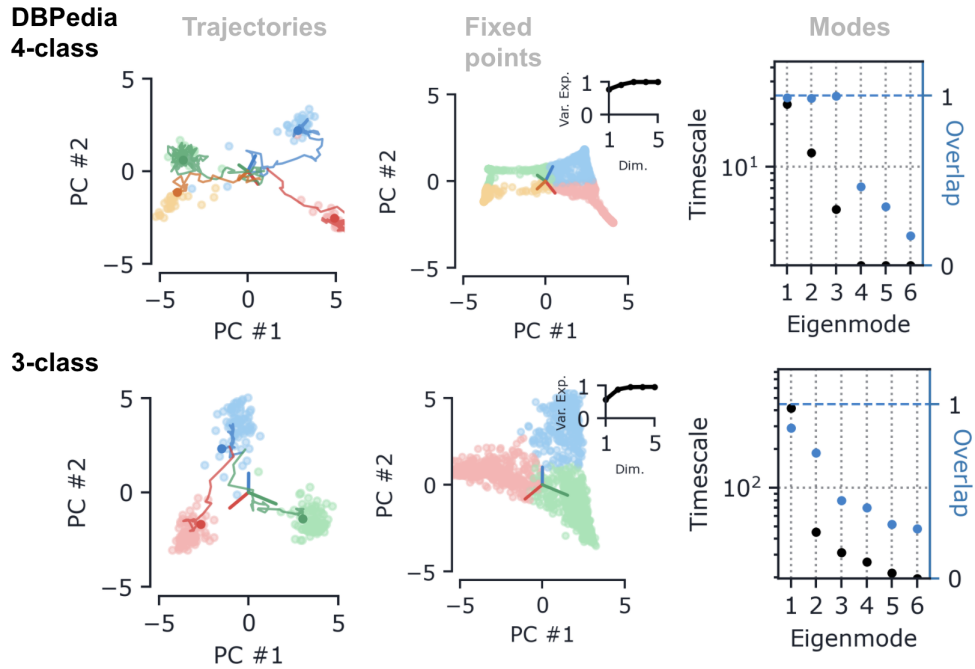 DBPedia
4-class
Trajectories
Fixed
points
Modes
5
0
−5
PC #2
−5 0 5
PC #1
5
0
−5
PC #2
−5 0 5
PC #1
Var. Exp.
1
0
1 5
Dim.
Timescale
10¹
1
0
Overlap
1 2 3 4 5 6
Eigenmode
3-class
5
0
−5
PC #2
−5 0 5
PC #1
5
0
−5
PC #2
−5 0 5
PC #1
Var. Exp.
1
0
1 5
Dim.
Timescale
10²
1
0
Overlap
1 2 3 4 5 6
Eigenmode